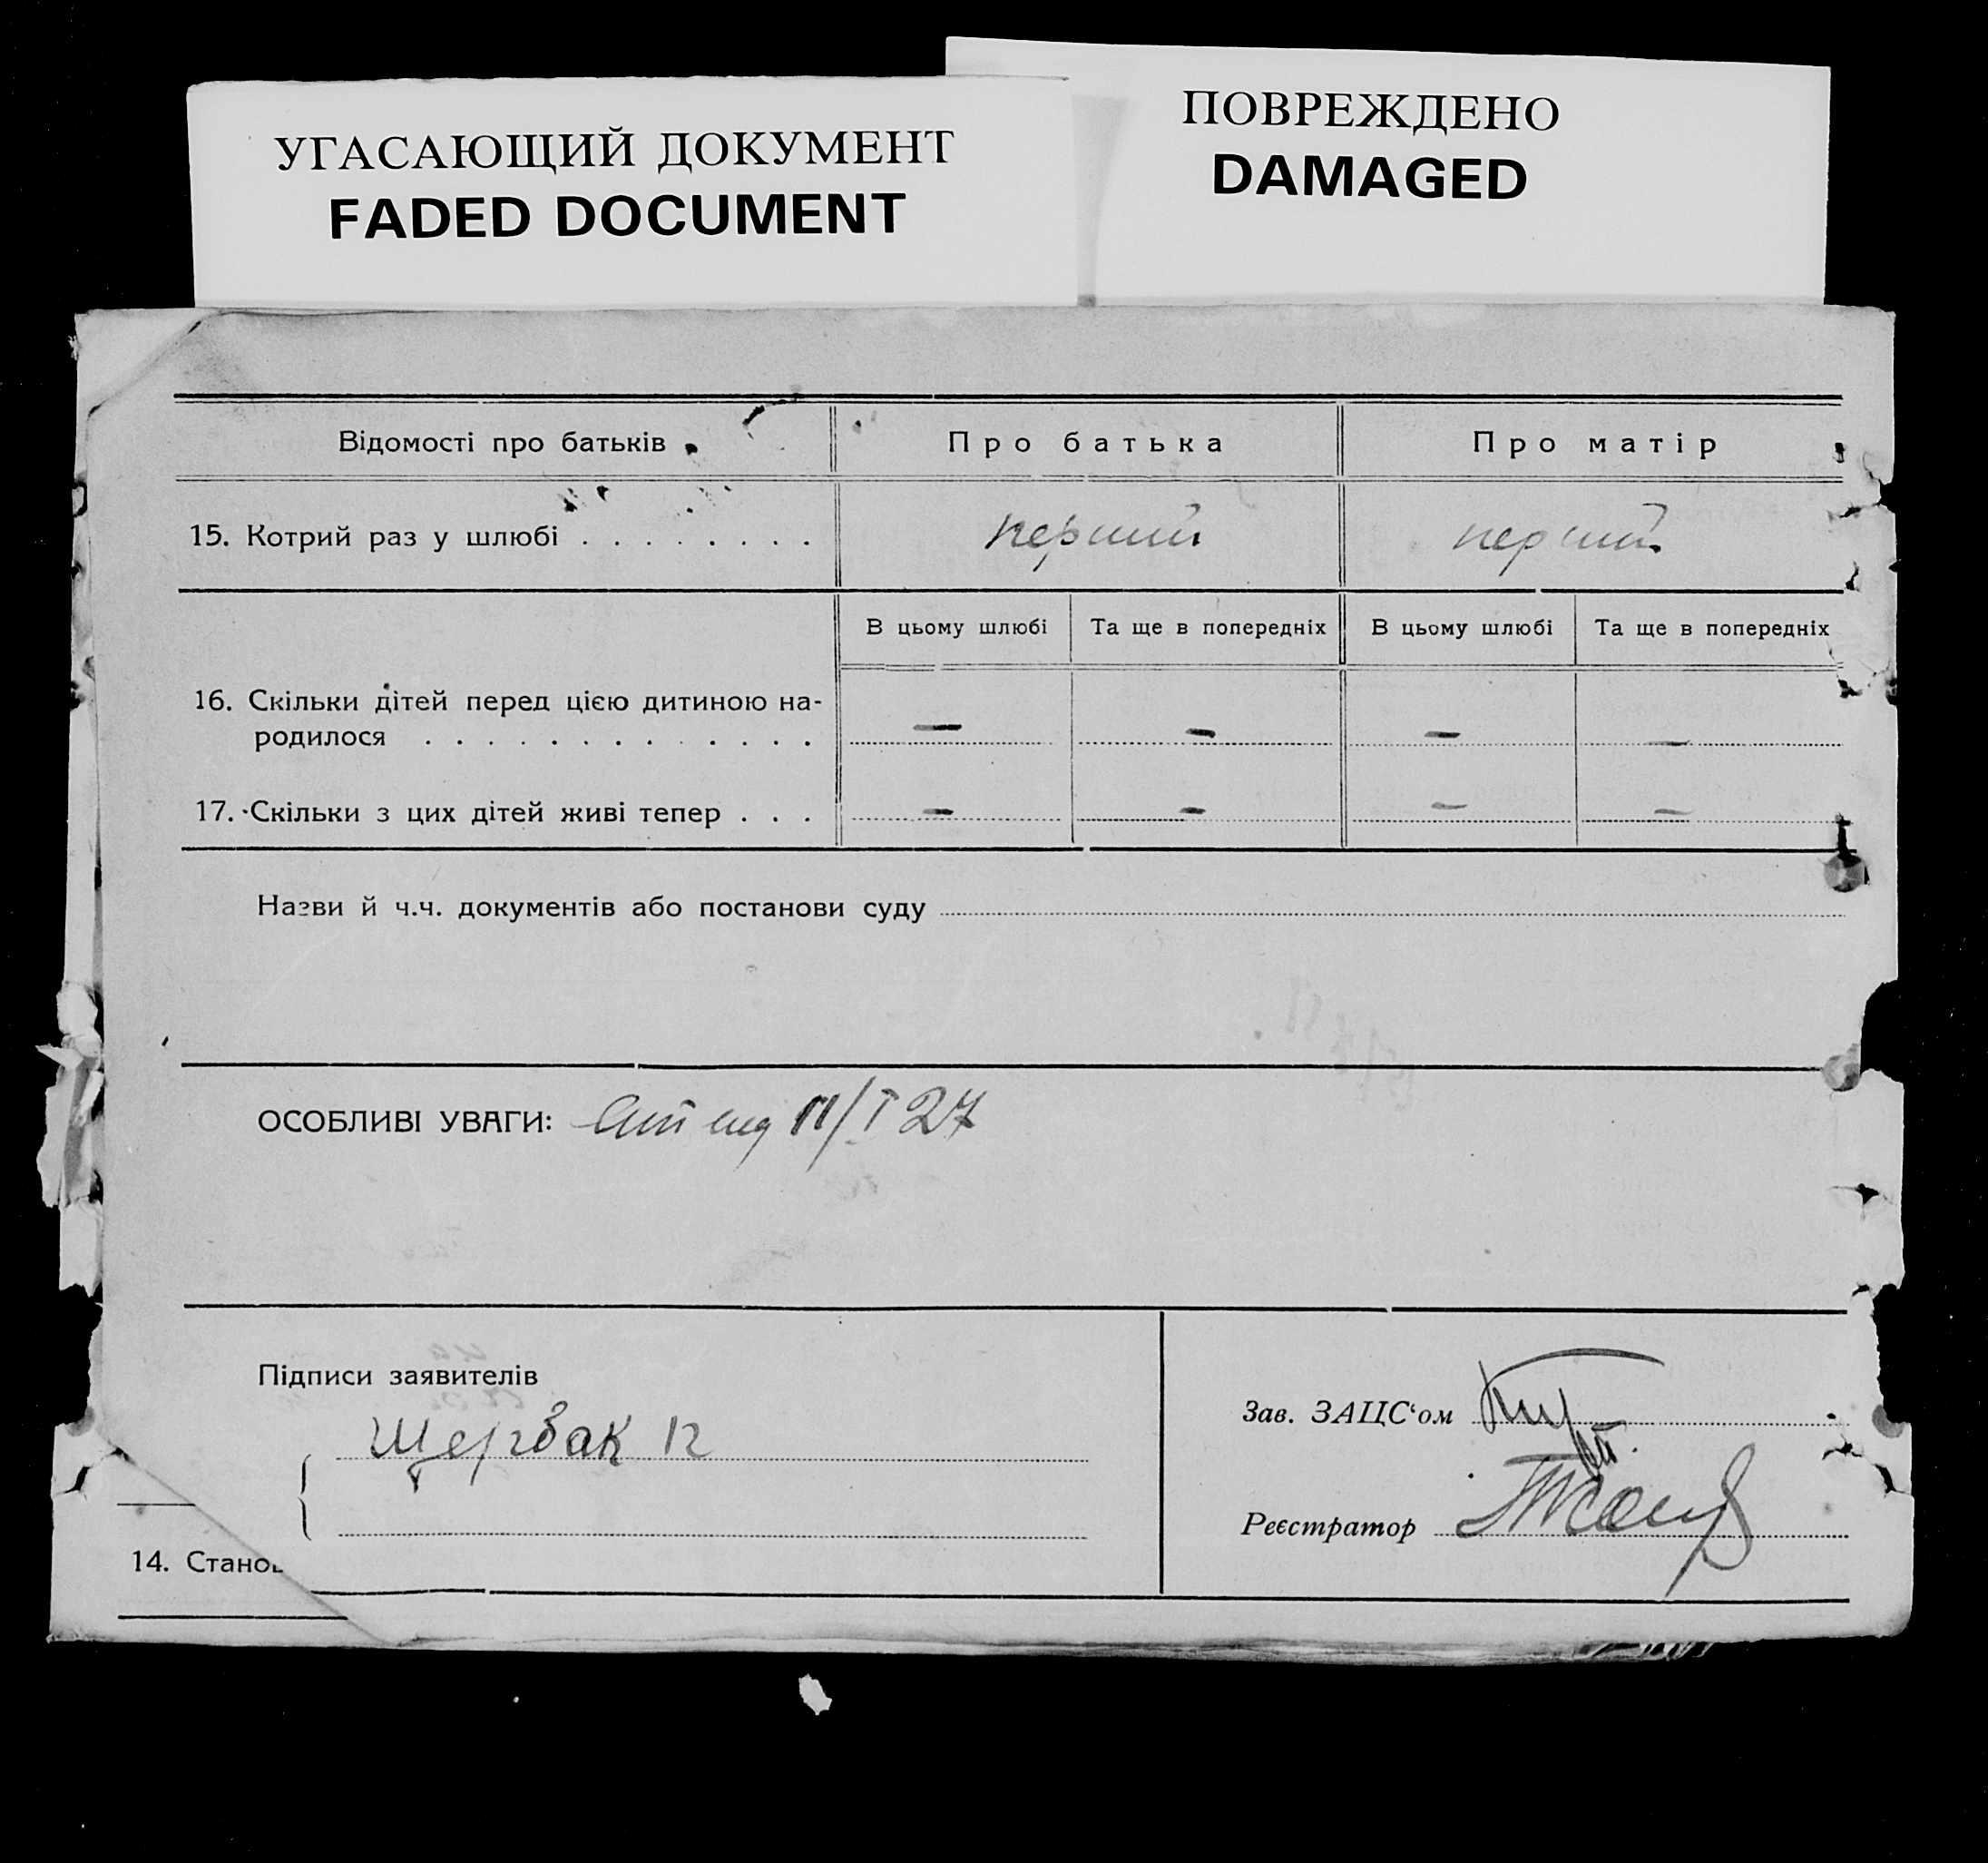 УГАСАЮЩИЙ ДОКУМЕНТ
FADED DOCUMENT
ПОВРЕЖДЕНО
DAMAGED
Відомості про батьків
Про батька
Про матір
15. Котрий раз у шлюбі . . . . . . . .
перший
перший
В цьому шлюбі
Та ще в попередніх
В цьому шлюбі
Та ще в попередніх
16. Скільки дітей перед цією дитиною на-
родилося . . . . . . . . . . . . . .
— — — —
17. Скільки з цих дітей живі тепер . . .
— — — —
Назви й ч.ч. документів або постанови суду
ОСОБЛИВІ УВАГИ: 27
Підписи заявителів
Щербак П
Зав. ЗАЦС‘ом
Реєстратор
14. Станов